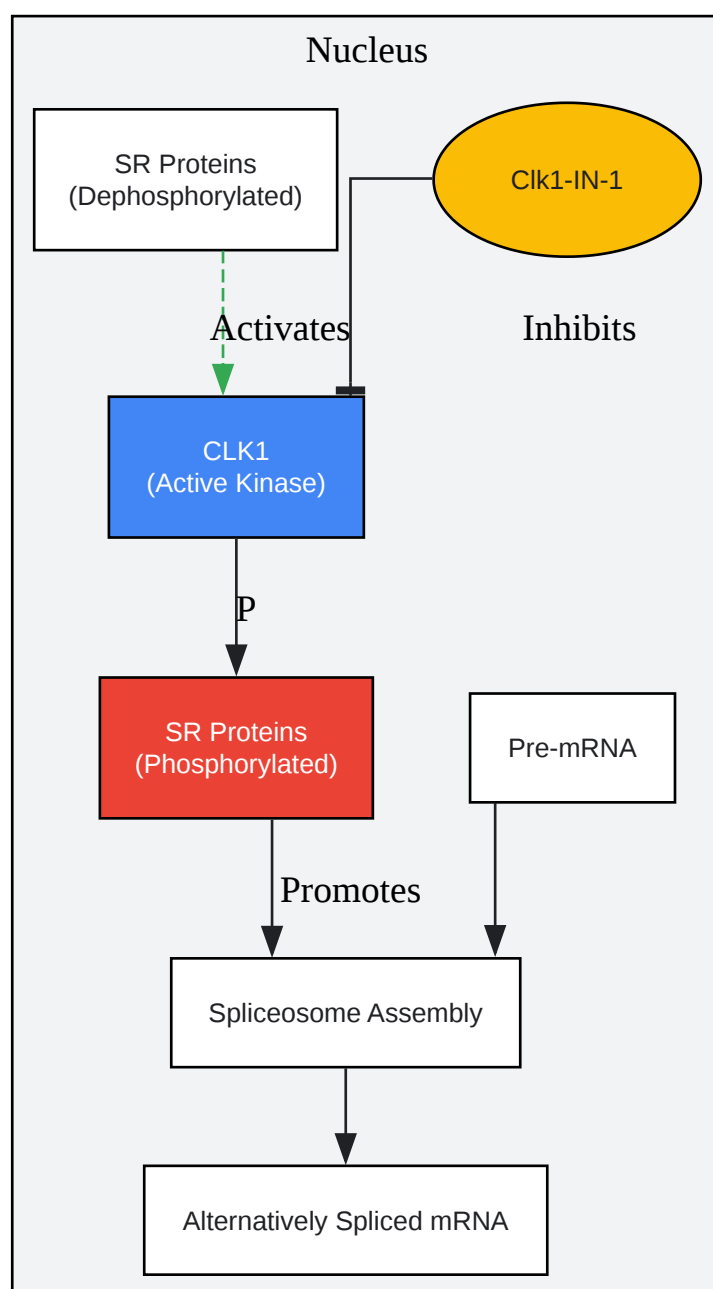 Nucleus
SR Proteins
(Dephosphorylated)
Clk1-IN-1
Activates
Inhibits
CLK1
(Active Kinase)
P
SR Proteins
(Phosphorylated)
Pre-mRNA
Promotes
Spliceosome Assembly
Alternatively Spliced mRNA